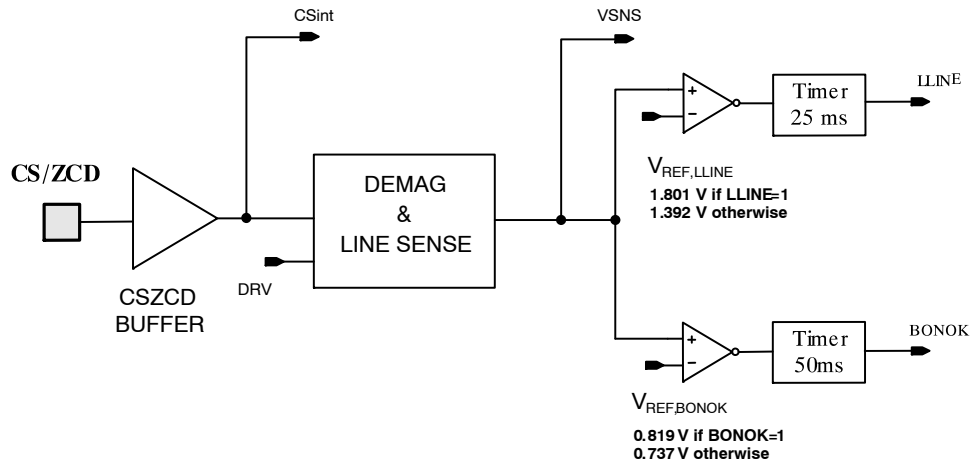 CSint
VSNS
LLINE
Timer
25 ms
+
−
V_REF,LLINE
1.801 V if LLINE=1
1.392 V otherwise
CS/ZCD
DEMAG
&
LINE SENSE
DRV
CSZCD
BUFFER
BONOK
Timer
50ms
+
−
V_REF,BONOK
0.819 V if BONOK=1
0.737 V otherwise